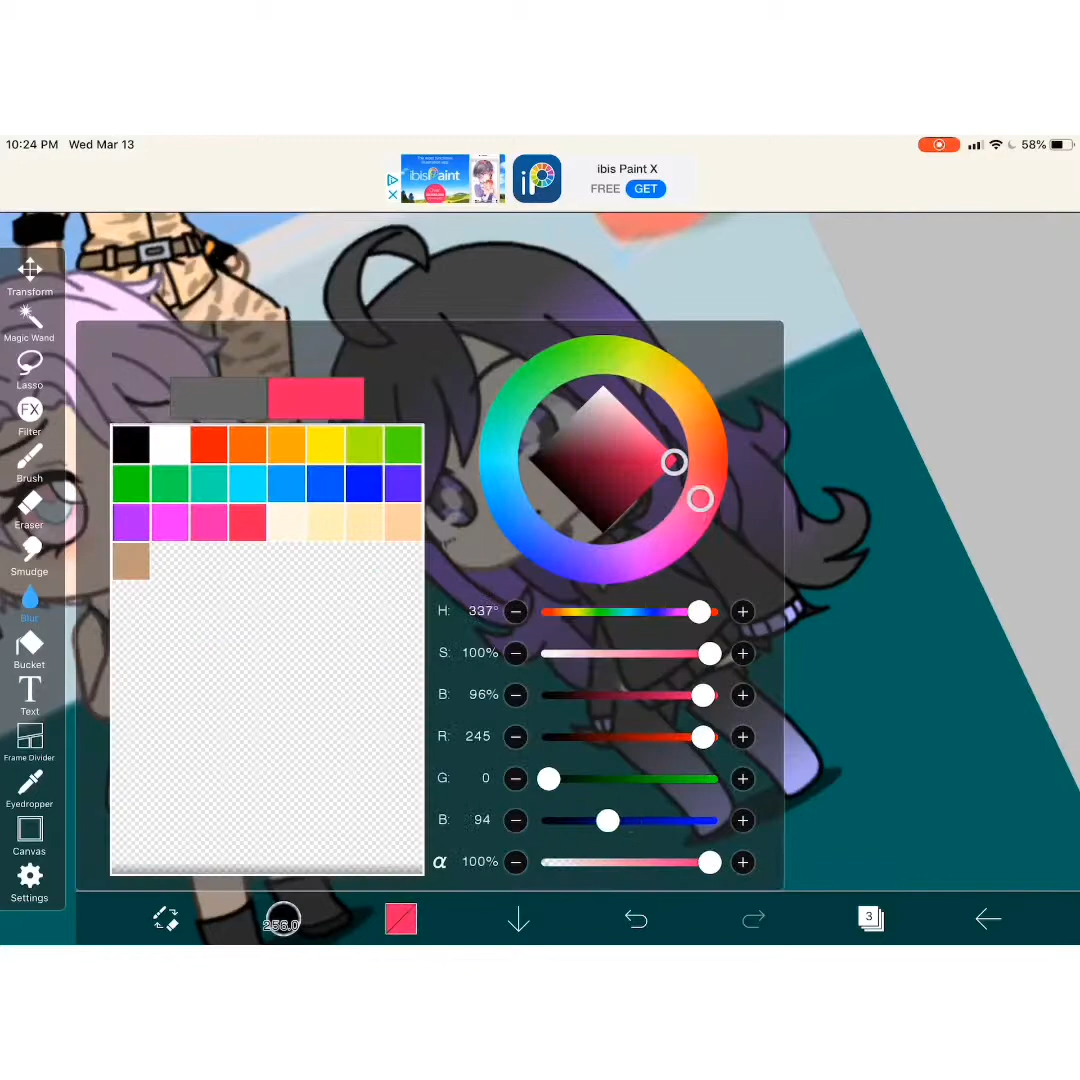 10:24 PM Wed Mar 13
58%
ibisPaint
iP
ibis Paint X
FREE GET
Transform
Magic Wand
Lasso
FX
Filter
Brush
Eraser
Smudge
Blur
Bucket
T
Text
Frame Divider
Eyedropper
Canvas
Settings
H: 337°
S: 100%
B: 96%
R: 245
G: 0
B: 94
α 100%
256.0
3